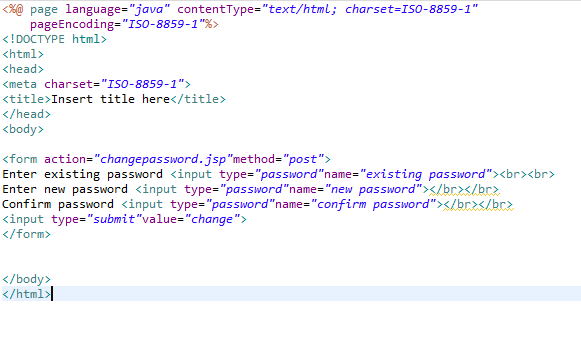 <%@ page language="java" contentType="text/html; charset=ISO-8859-1"
pageEncoding="ISO-8859-1"%>
<!DOCTYPE html>
<html>
<head>
<meta charset="ISO-8859-1">
<title>Insert title here</title>
</head>
<body>
<form action="changepassword.jsp"method="post">
Enter existing password <input type="password"name="existing password"><br><br>
Enter new password <input type="password"name="new password"></br></br>
Confirm password <input type="password"name="confirm password"></br></br>
<input type="submit"value="change">
</form>
</body>
</html>